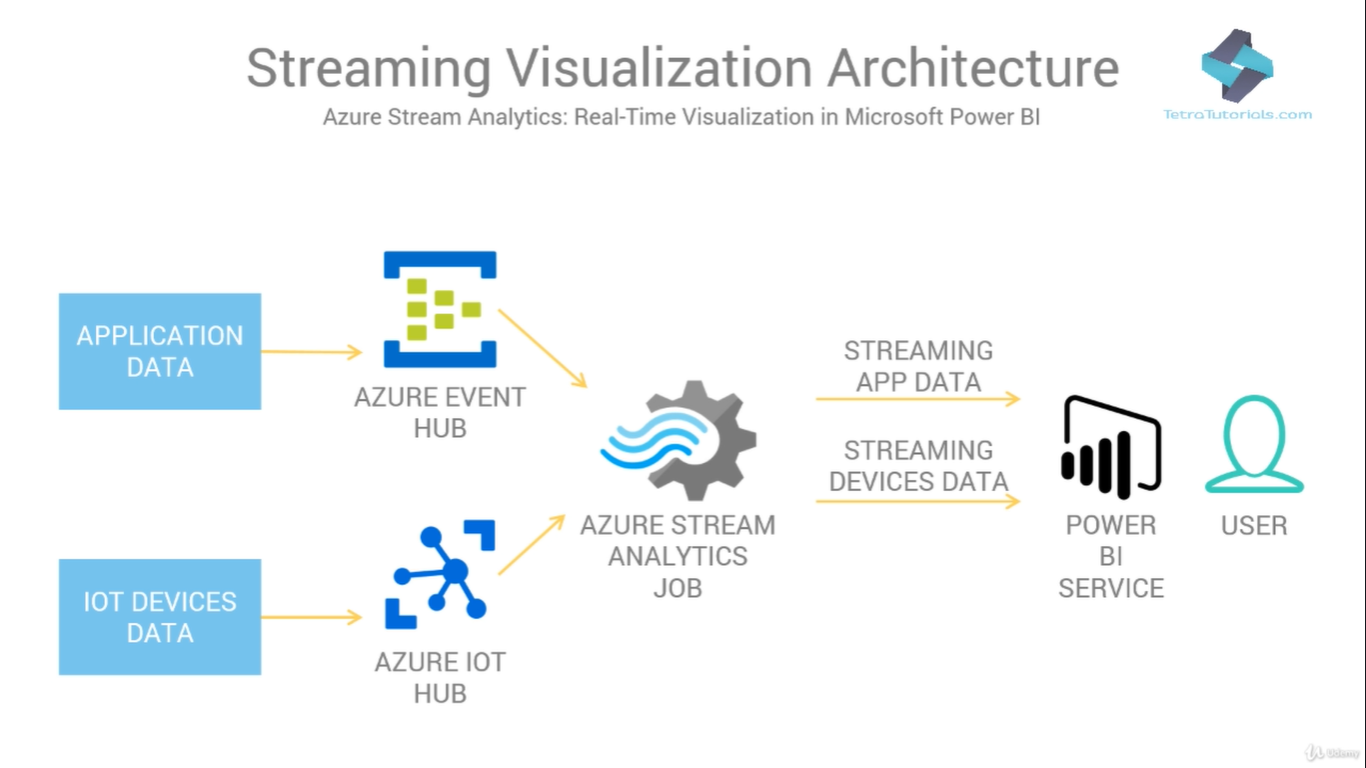 Streaming Visualization Architecture
Azure Stream Analytics: Real-Time Visualization in Microsoft Power BI
TetraTutorials.com
APPLICATION
DATA
AZURE EVENT
HUB
IOT DEVICES
DATA
AZURE IOT
HUB
AZURE STREAM
ANALYTICS
JOB
STREAMING
APP DATA
STREAMING
DEVICES DATA
POWER
BI
SERVICE
USER
Udemy